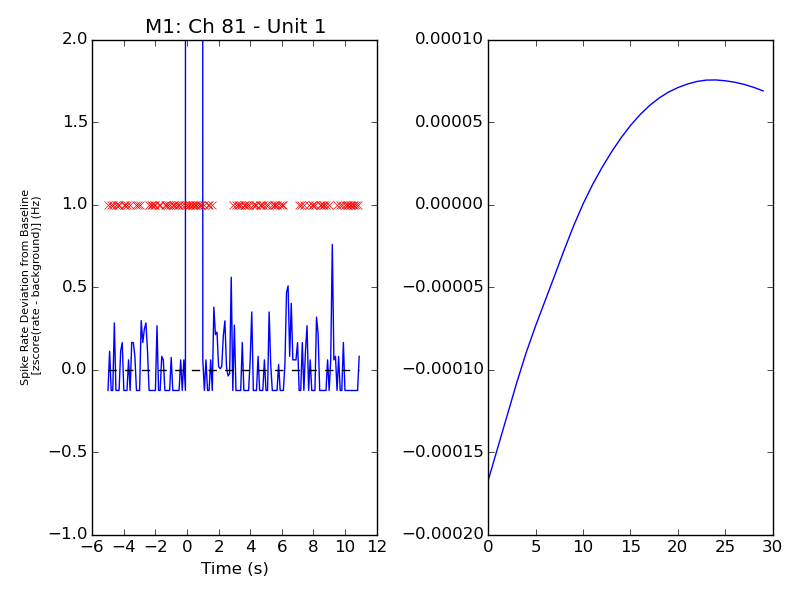 M1: Ch 81 - Unit 1
2.0
1.5
1.0
0.5
0.0
−0.5
−1.0
Spike Rate Deviation from Baseline
[zscore(rate - background)] (Hz)
−6 −4 −2 0 2 4 6 8 10 12
Time (s)
0.00010
0.00005
0.00000
−0.00005
−0.00010
−0.00015
−0.00020
0 5 10 15 20 25 30